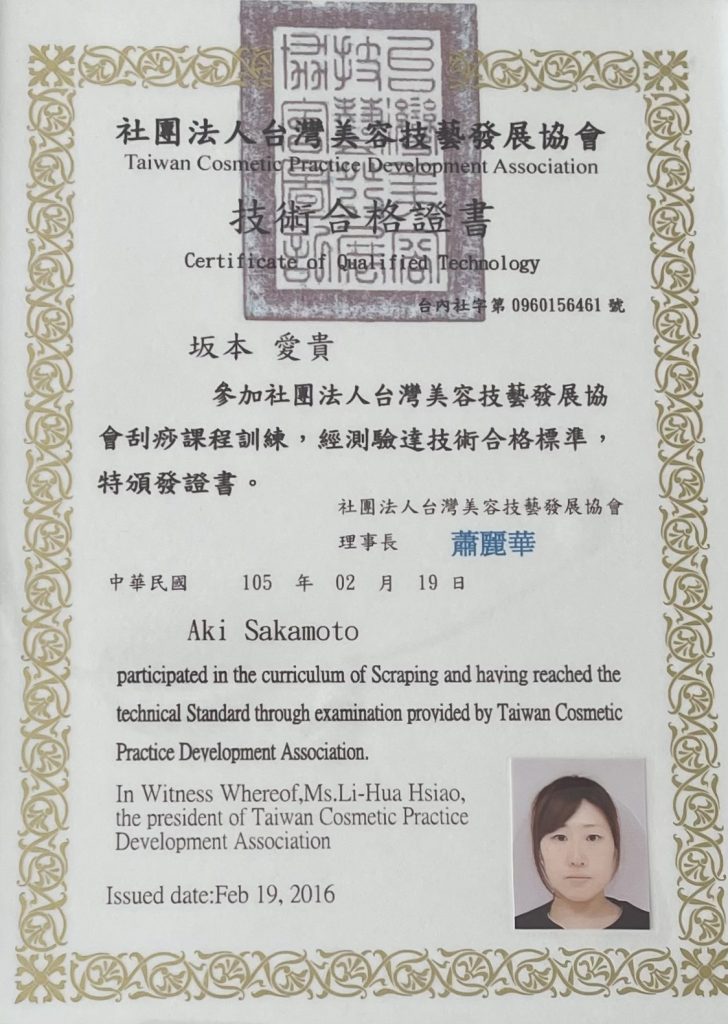 社團法人台灣美容技藝發展協會
Taiwan Cosmetic Practice Development Association
技術合格證書
Certificate of Qualified Technology
台內社字第 0960156461 號
坂本 愛貴
參加社團法人台灣美容技藝發展協
會刮痧課程訓練，經測驗達技術合格標準，
特頒發證書。
社團法人台灣美容技藝發展協會
理事長 蕭麗華
中華民國 105 年 02 月 19 日
Aki Sakamoto
participated in the curriculum of Scraping and having reached the
technical Standard through examination provided by Taiwan Cosmetic
Practice Development Association.
In Witness Whereof,Ms.Li-Hua Hsiao,
the president of Taiwan Cosmetic Practice
Development Association
Issued date:Feb 19, 2016